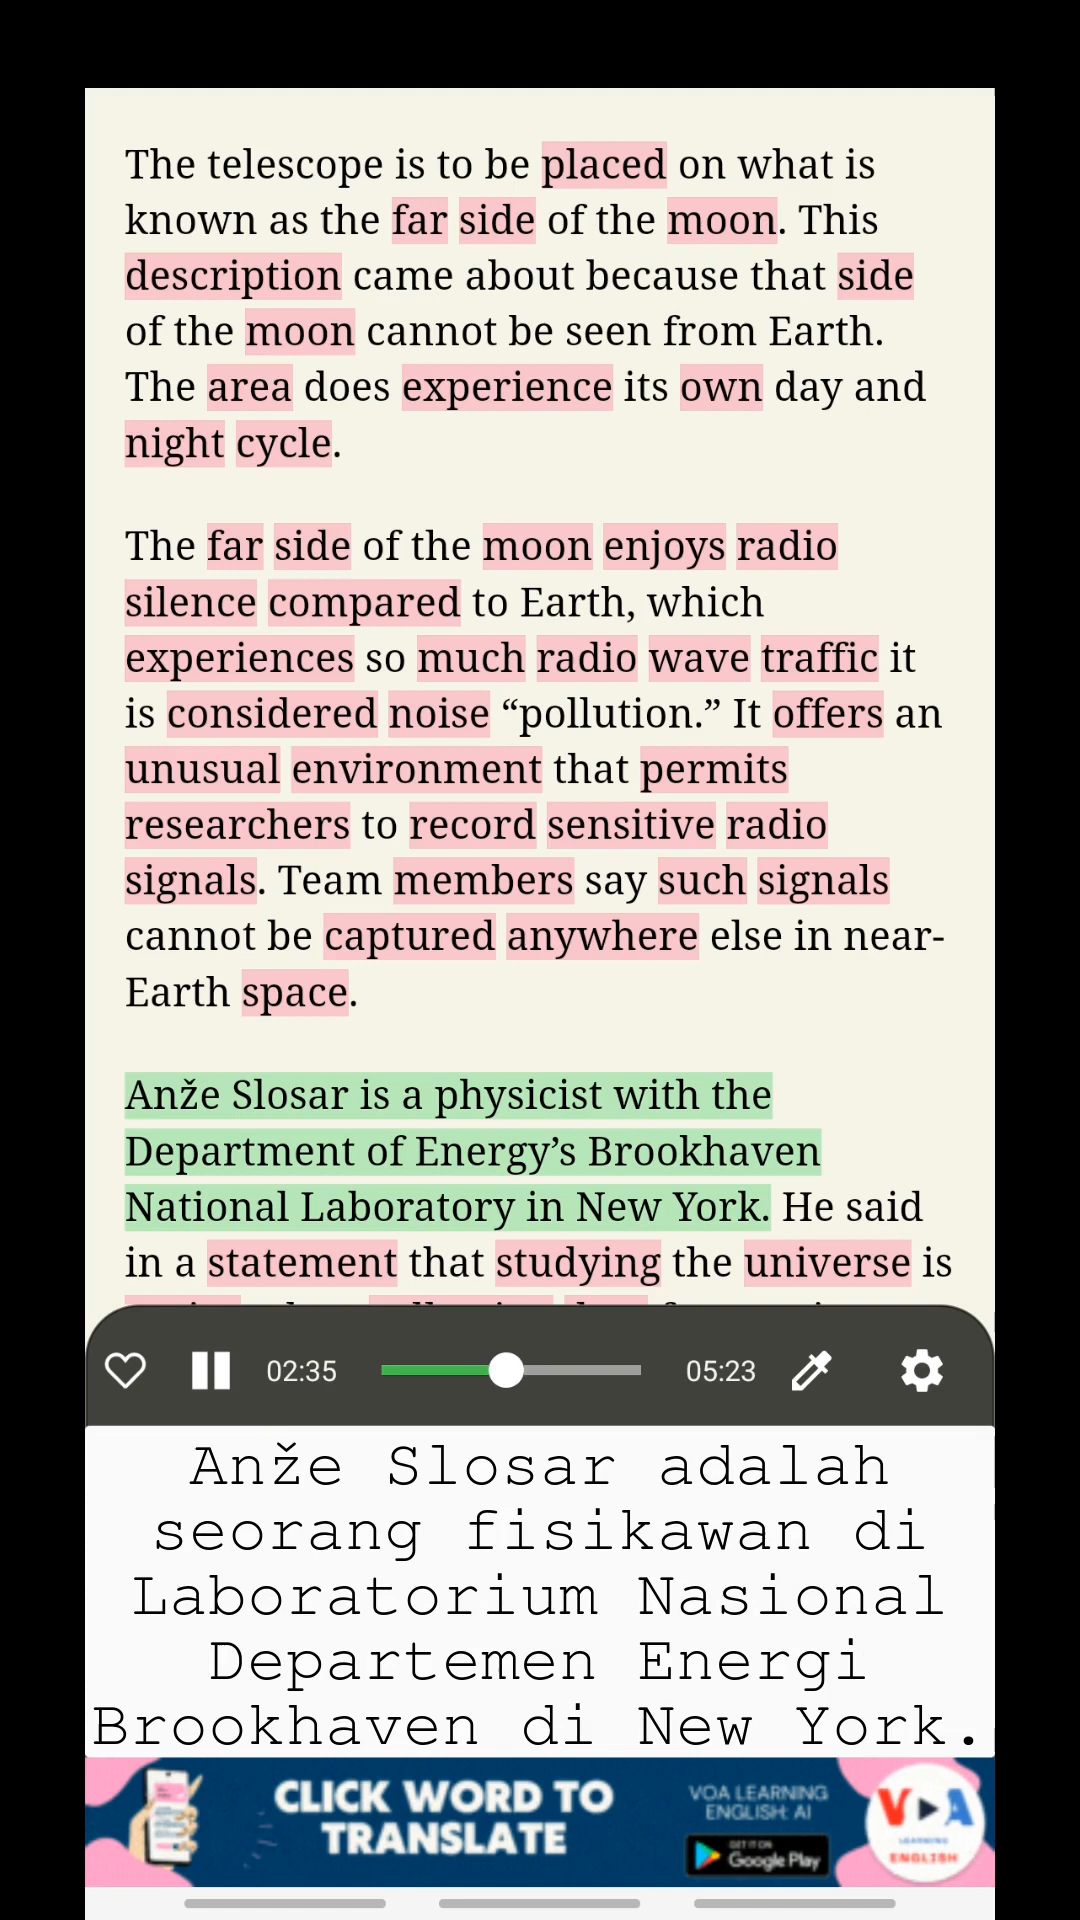 The telescope is to be placed on what is
known as the far side of the moon. This
description came about because that side
of the moon cannot be seen from Earth.
The area does experience its own day and
night cycle.
The far side of the moon enjoys radio
silence compared to Earth, which
experiences so much radio wave traffic it
is considered noise “pollution.” It offers an
unusual environment that permits
researchers to record sensitive radio
signals. Team members say such signals
cannot be captured anywhere else in near-
Earth space.
Anže Slosar is a physicist with the
Department of Energy’s Brookhaven
National Laboratory in New York. He said
in a statement that studying the universe is
02:35
05:23
Anže Slosar adalah
seorang fisikawan di
Laboratorium Nasional
Departemen Energi
Brookhaven di New York.
CLICK WORD TO
TRANSLATE
VOA LEARNING
ENGLISH: AI
GET IT ON
Google Play
VOA
LEARNING
ENGLISH